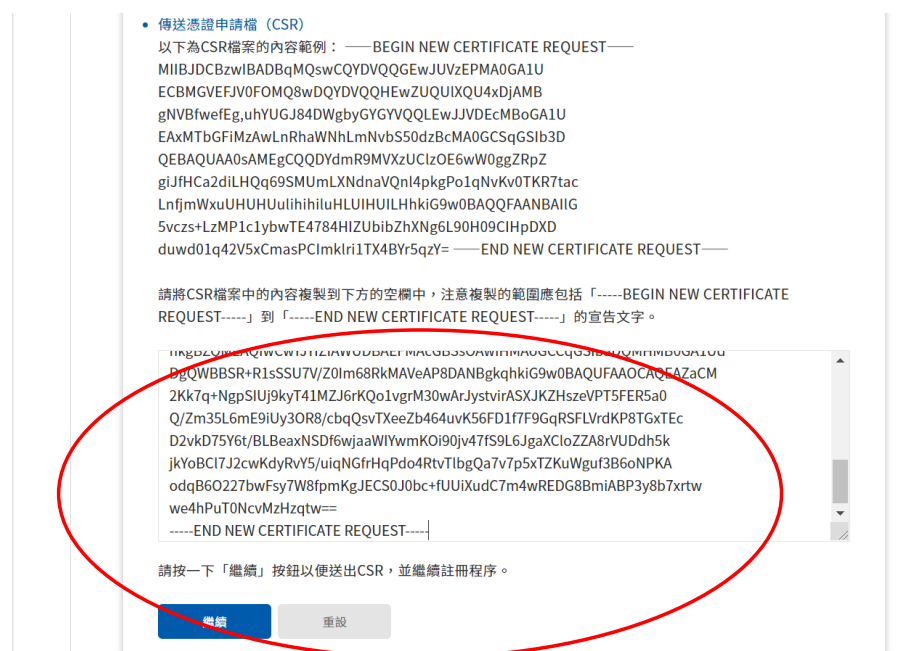 傳送憑證申請檔（CSR）
以下為CSR檔案的內容範例： ——BEGIN NEW CERTIFICATE REQUEST——
MIIBJDCBzwIBADBqMQswCQYDVQQGEwJUVzEPMA0GA1U
ECBMGVEFJV0FOMQ8wDQYDVQQHEwZUQUlXQU4xDjAMB
gNVBfwefEg,uhYUGJ84DWgbyGYGYVQQLEwJJVDEcMBoGA1U
EAxMTbGFiMzAwLnRhaWNhLmNvbS50dzBcMA0GCSqGSIb3D
QEBAQUAA0sAMEgCQQDYdmR9MVXzUClzOE6wW0ggZRpZ
giJfHCa2diLHQq69SMUmLXNdnaVQnl4pkgPo1qNvKv0TKR7tac
LnfjmWxuUHUHUulihihiluHLUIHUILHhkiG9w0BAQQFAANBAIIG
5vczs+LzMP1c1ybwTE4784HIZUbibZhXNg6L90H09CIHpDXD
duwd01q42V5xCmasPCImkIri1TX4BYr5qzY= ——END NEW CERTIFICATE REQUEST——
請將CSR檔案中的內容複製到下方的空欄中，注意複製的範圍應包括「-----BEGIN NEW CERTIFICATE
REQUEST-----」到「-----END NEW CERTIFICATE REQUEST-----」的宣告文字。
DgQWBBSR+R1sSSU7V/Z0Im68RkMAVeAP8DANBgkqhkiG9w0BAQUFAAOCAQEAZaCM
2Kk7q+NgpSIUj9kyT41MZJ6rKQo1vgrM30wArJystvirASXJKZHszeVPT5FER5a0
Q/Zm35L6mE9iUy3OR8/cbqQsvTXeeZb464uvK56FD1f7F9GqRSFLVrdKP8TGxTEc
D2vkD75Y6t/BLBeaxNSDf6wjaaWIYwmKOi90jv47fS9L6JgaXCloZZA8rVUDdh5k
jkYoBCl7J2cwKdyRvY5/uiqNGfrHqPdo4RtvTlbgQa7v7p5xTZKuWguf3B6oNPKA
odqB6O227bwFsy7W8fpmKgJECS0J0bc+fUUiXudC7m4wREDG8BmiABP3y8b7xrtw
we4hPuT0NcvMzHzqtw==
-----END NEW CERTIFICATE REQUEST-----
請按一下「繼續」按鈕以便送出CSR，並繼續註冊程序。
繼續
重設